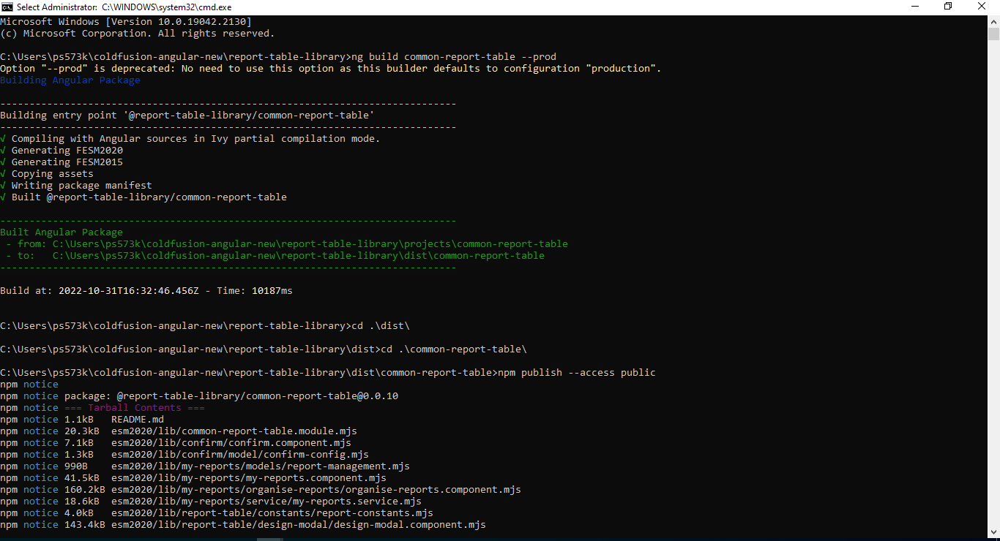 Select Administrator: C:\WINDOWS\system32\cmd.exe
Microsoft Windows [Version 10.0.19042.2130]
(c) Microsoft Corporation. All rights reserved.
C:\Users\ps573k\coldfusion-angular-new\report-table-library>ng build common-report-table --prod
Option "--prod" is deprecated: No need to use this option as this builder defaults to configuration "production".
Building Angular Package
------------------------------------------------------------------------------
Building entry point '@report-table-library/common-report-table'
------------------------------------------------------------------------------
√ Compiling with Angular sources in Ivy partial compilation mode.
√ Generating FESM2020
√ Generating FESM2015
√ Copying assets
√ Writing package manifest
√ Built @report-table-library/common-report-table
------------------------------------------------------------------------------
Built Angular Package
 - from: C:\Users\ps573k\coldfusion-angular-new\report-table-library\projects\common-report-table
 - to:   C:\Users\ps573k\coldfusion-angular-new\report-table-library\dist\common-report-table
------------------------------------------------------------------------------
Build at: 2022-10-31T16:32:46.456Z - Time: 10187ms
C:\Users\ps573k\coldfusion-angular-new\report-table-library>cd .\dist\
C:\Users\ps573k\coldfusion-angular-new\report-table-library\dist>cd .\common-report-table\
C:\Users\ps573k\coldfusion-angular-new\report-table-library\dist\common-report-table>npm publish --access public
npm notice
npm notice package: @report-table-library/common-report-table@0.0.10
npm notice === Tarball Contents ===
npm notice 1.1kB   README.md
npm notice 20.3kB  esm2020/lib/common-report-table.module.mjs
npm notice 7.1kB   esm2020/lib/confirm/confirm.component.mjs
npm notice 1.3kB   esm2020/lib/confirm/model/confirm-config.mjs
npm notice 990B    esm2020/lib/my-reports/models/report-management.mjs
npm notice 41.5kB  esm2020/lib/my-reports/my-reports.component.mjs
npm notice 160.2kB esm2020/lib/my-reports/organise-reports/organise-reports.component.mjs
npm notice 18.6kB  esm2020/lib/my-reports/service/my-reports.service.mjs
npm notice 4.0kB   esm2020/lib/report-table/constants/report-constants.mjs
npm notice 143.4kB esm2020/lib/report-table/design-modal/design-modal.component.mjs